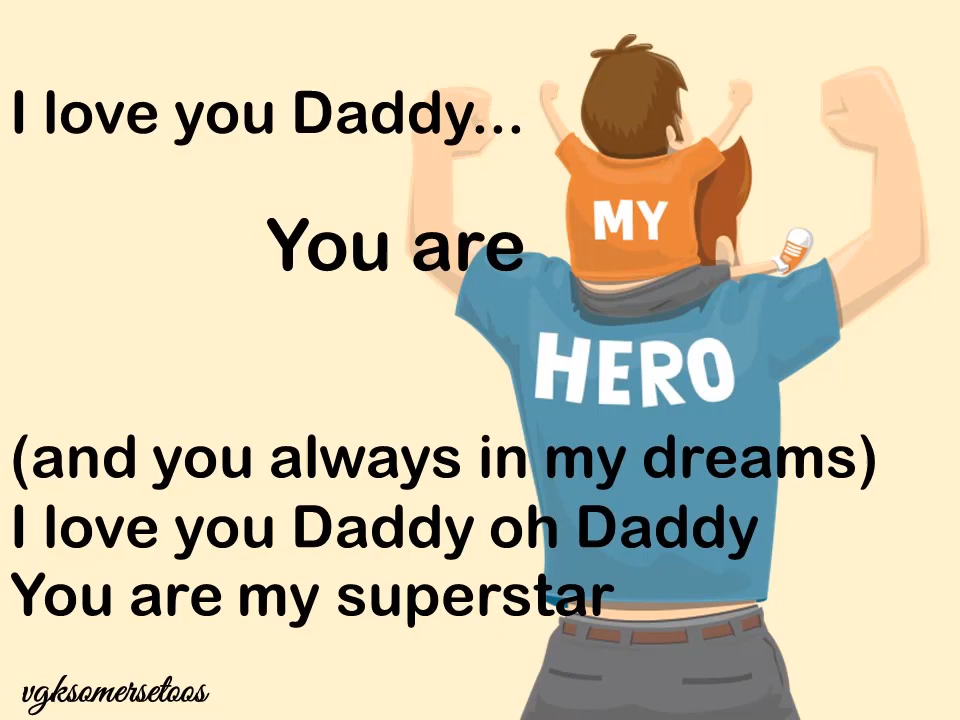 I love you Daddy...
You are
MY
HERO
(and you always in my dreams)
I love you Daddy oh Daddy
You are my superstar
vgksomersetoos